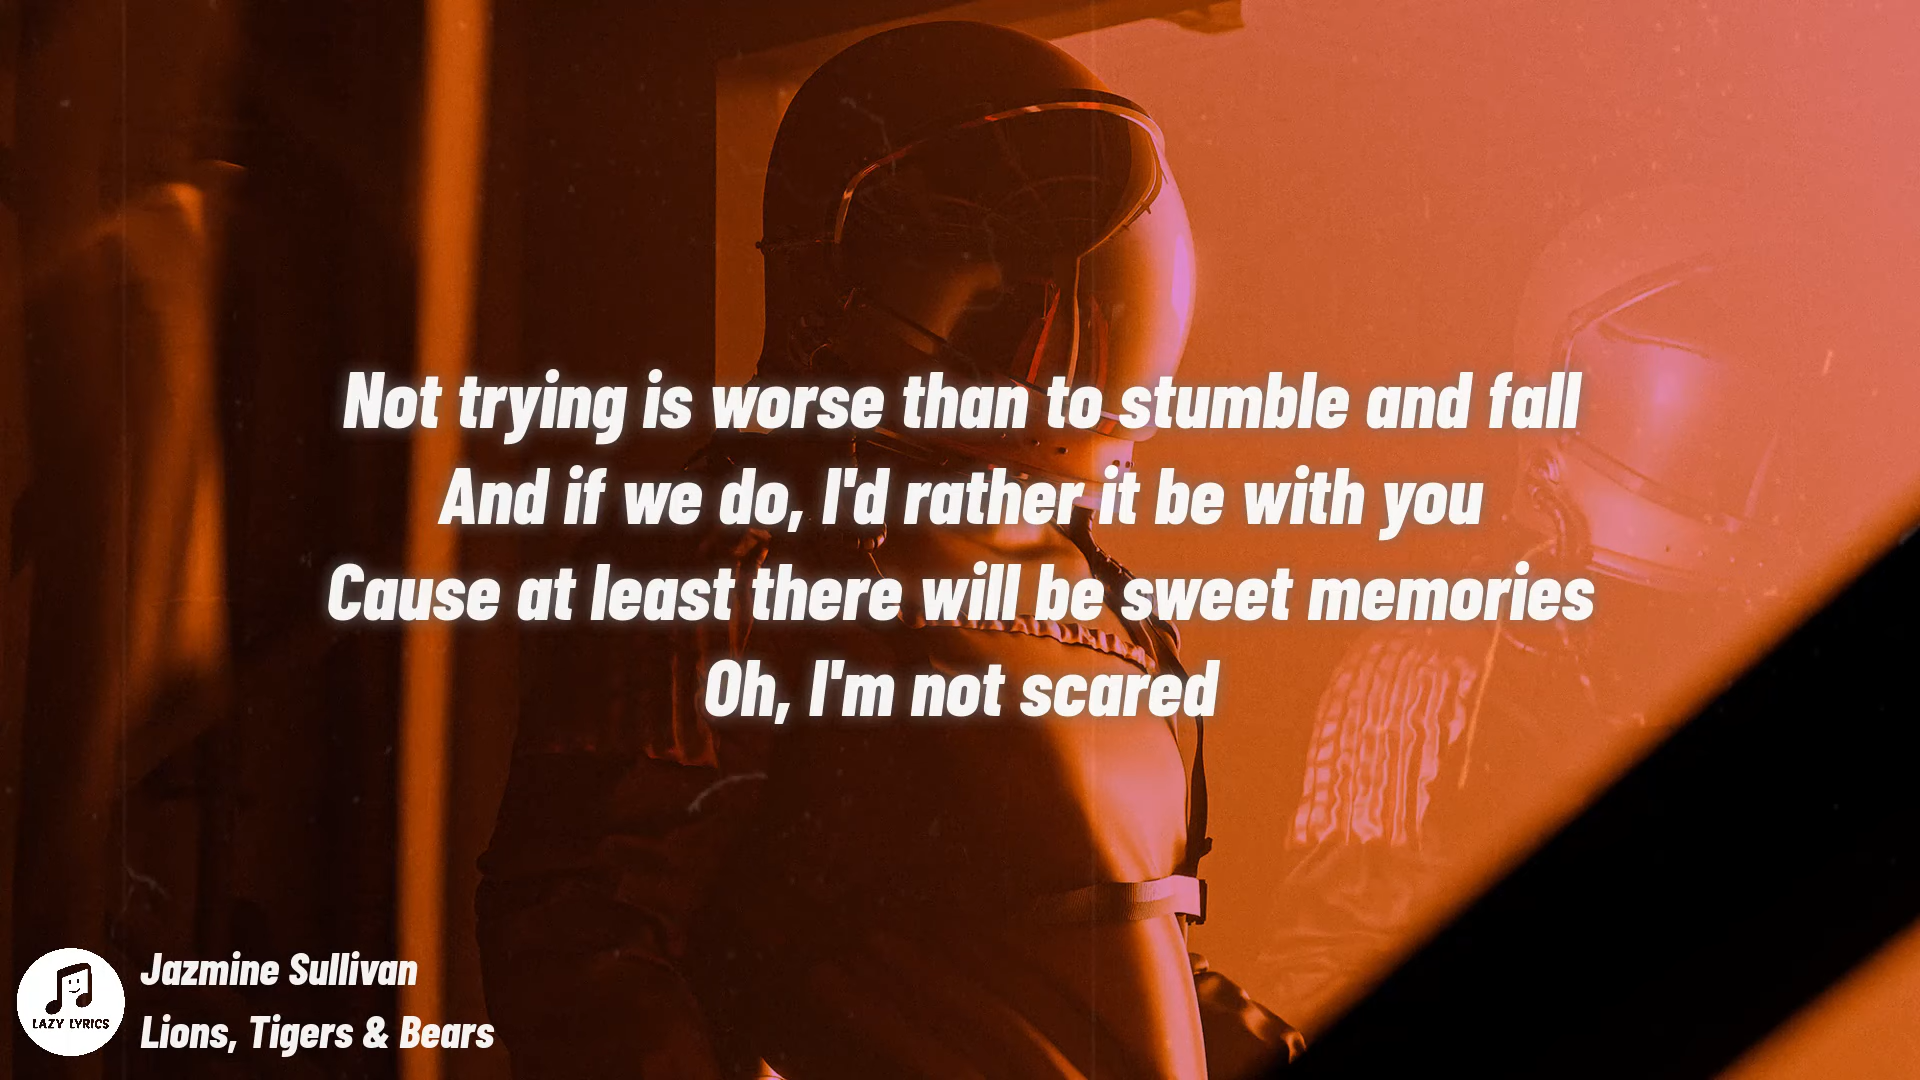 Not trying is worse than to stumble and fall
And if we do, I'd rather it be with you
Cause at least there will be sweet memories
Oh, I'm not scared
Jazmine Sullivan
LAZY LYRICS
Lions, Tigers & Bears